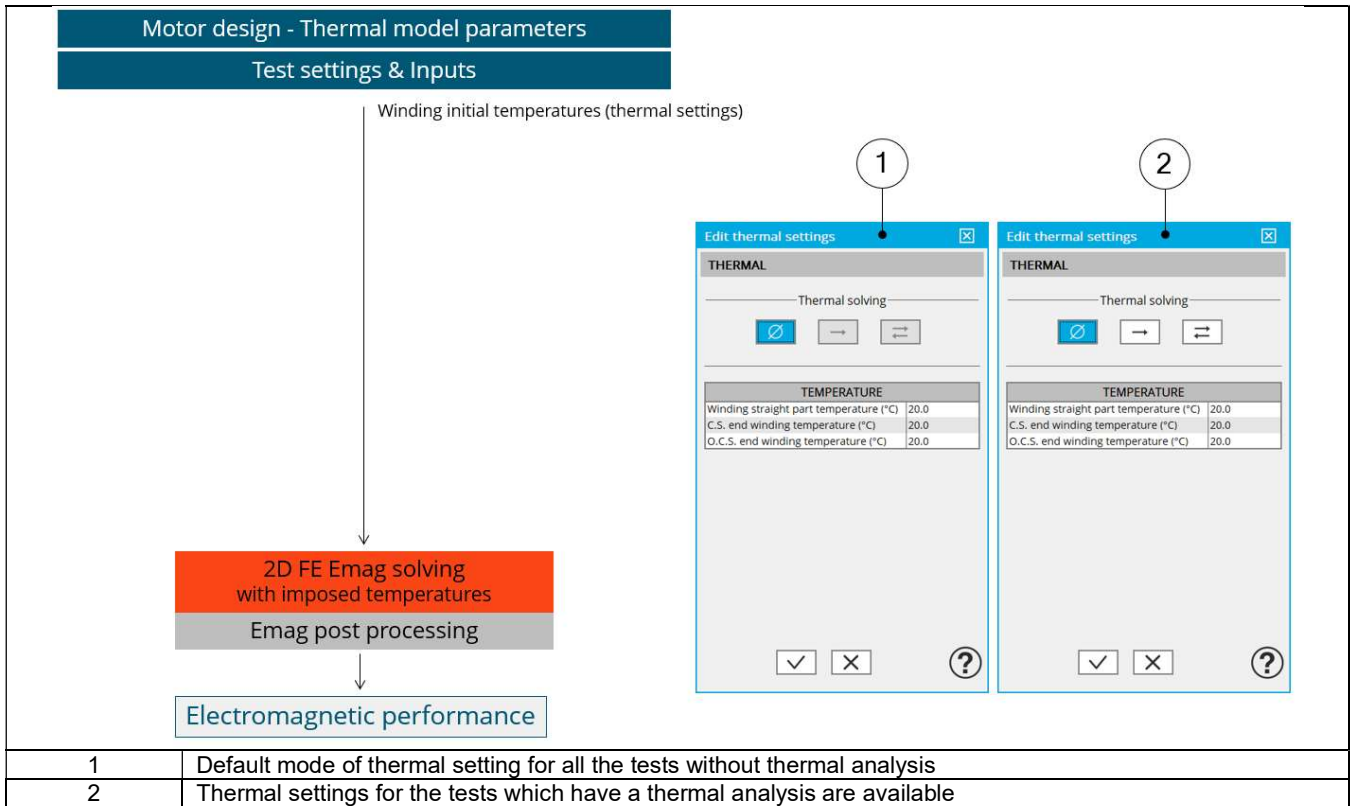 Motor design - Thermal model parameters
Test settings & Inputs
Winding initial temperatures (thermal settings)
1
2
Edit thermal settings
THERMAL
Thermal solving
TEMPERATURE
Winding straight part temperature (°C) 20.0
C.S. end winding temperature (°C) 20.0
O.C.S. end winding temperature (°C) 20.0
?
Edit thermal settings
THERMAL
Thermal solving
TEMPERATURE
Winding straight part temperature (°C) 20.0
C.S. end winding temperature (°C) 20.0
O.C.S. end winding temperature (°C) 20.0
?
2D FE Emag solving
with imposed temperatures
Emag post processing
Electromagnetic performance
1 Default mode of thermal setting for all the tests without thermal analysis
2 Thermal settings for the tests which have a thermal analysis are available